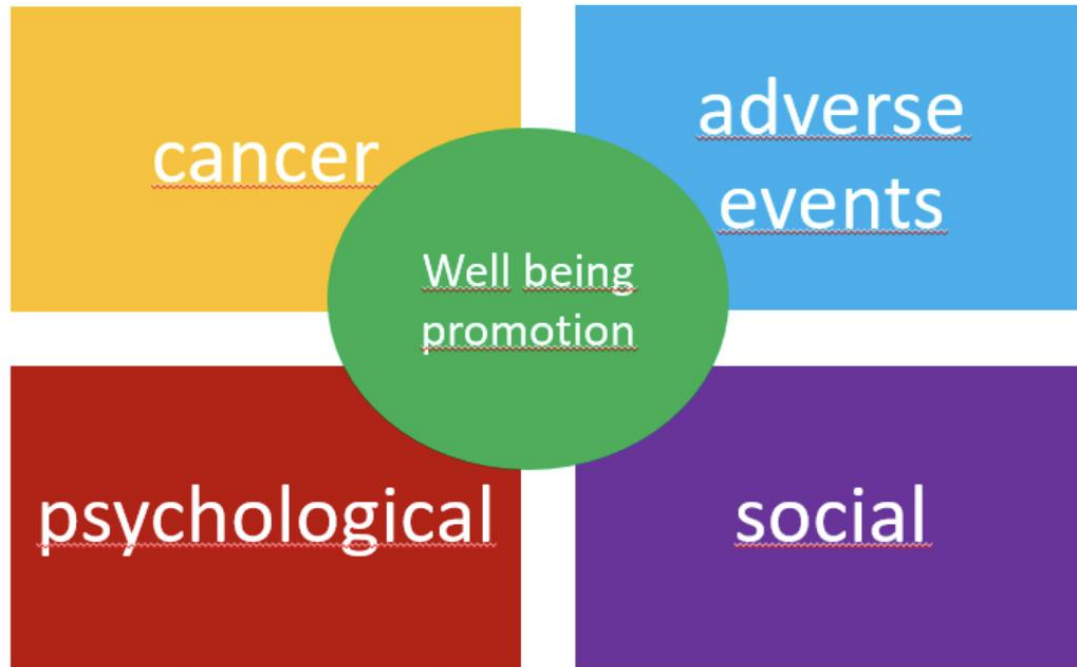 cancer
adverse
events
Well being
promotion
psychological
social